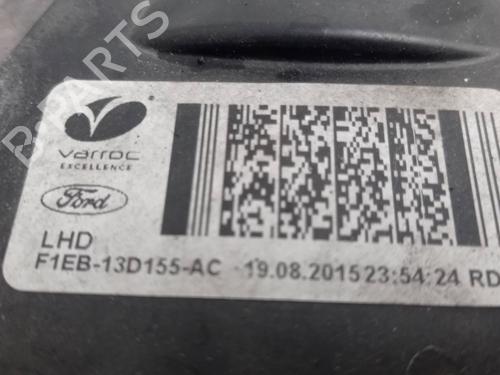 B-PARTS
varroc
EXCELLENCE
Ford
LHD
F1EB-13D155-AC 19.08.2015 23:54:24 RD